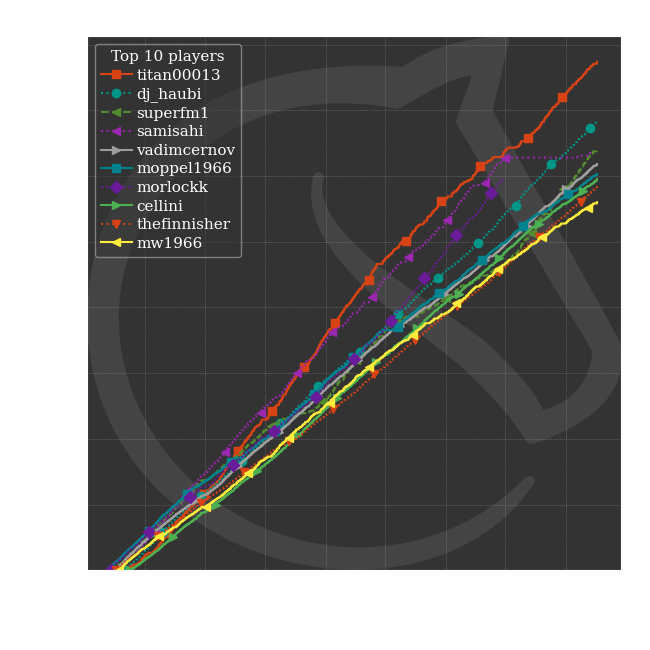 Top 10 players
titan00013
dj_haubi
superfm1
samisahi
vadimcernov
moppel1966
morlockk
cellini
thefinnisher
mw1966